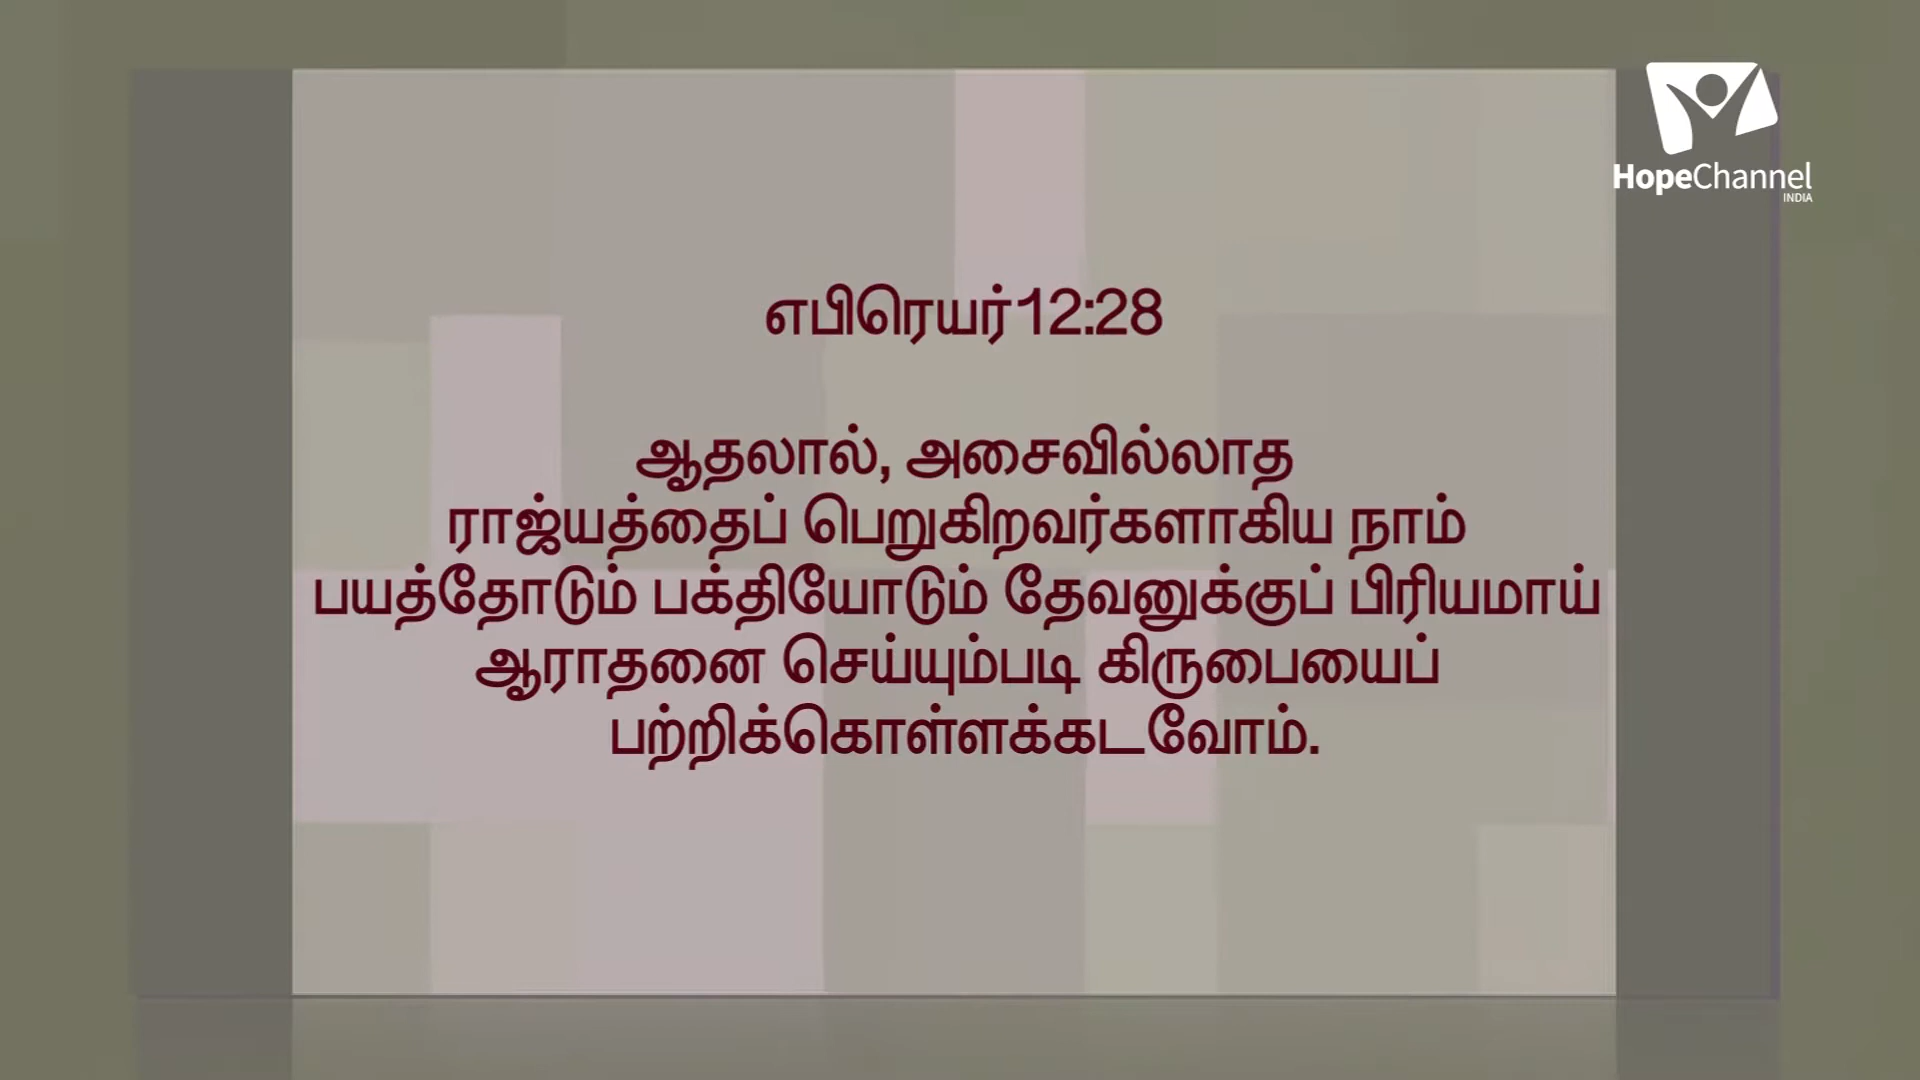 HopeChannel
INDIA
எபிரெயர்12:28
ஆதலால், அசைவில்லாத
ராஜ்யத்தைப் பெறுகிறவர்களாகிய நாம்
பயத்தோடும் பக்தியோடும் தேவனுக்குப் பிரியமாய்
ஆராதனை செய்யும்படி கிருபையைப்
பற்றிக்கொள்ளக்கடவோம்.